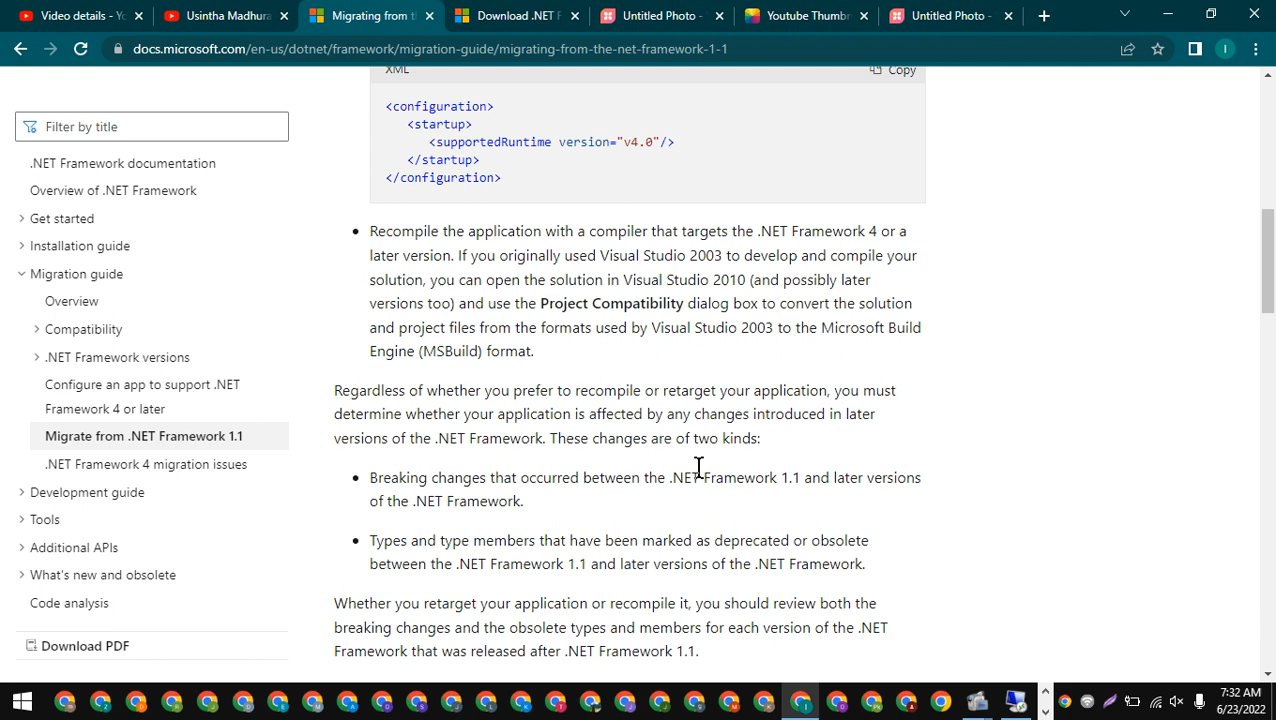 Video details - Yo
Usintha Madhura
Migrating from t
Download .NET F
Untitled Photo -
Youtube Thumbn
Untitled Photo -
docs.microsoft.com/en-us/dotnet/framework/migration-guide/migrating-from-the-net-framework-1-1
I
XML
Copy
Filter by title
.NET Framework documentation
Overview of .NET Framework
Get started
Installation guide
Migration guide
Overview
Compatibility
.NET Framework versions
Configure an app to support .NET
Framework 4 or later
Migrate from .NET Framework 1.1
.NET Framework 4 migration issues
Development guide
Tools
Additional APIs
What's new and obsolete
Code analysis
Download PDF
<configuration>
<startup>
<supportedRuntime version="v4.0"/>
</startup>
</configuration>
Recompile the application with a compiler that targets the .NET Framework 4 or a
later version. If you originally used Visual Studio 2003 to develop and compile your
solution, you can open the solution in Visual Studio 2010 (and possibly later
versions too) and use the Project Compatibility dialog box to convert the solution
and project files from the formats used by Visual Studio 2003 to the Microsoft Build
Engine (MSBuild) format.
Regardless of whether you prefer to recompile or retarget your application, you must
determine whether your application is affected by any changes introduced in later
versions of the .NET Framework. These changes are of two kinds:
Breaking changes that occurred between the .NET Framework 1.1 and later versions
of the .NET Framework.
Types and type members that have been marked as deprecated or obsolete
between the .NET Framework 1.1 and later versions of the .NET Framework.
Whether you retarget your application or recompile it, you should review both the
breaking changes and the obsolete types and members for each version of the .NET
Framework that was released after .NET Framework 1.1.
7:32 AM
6/23/2022